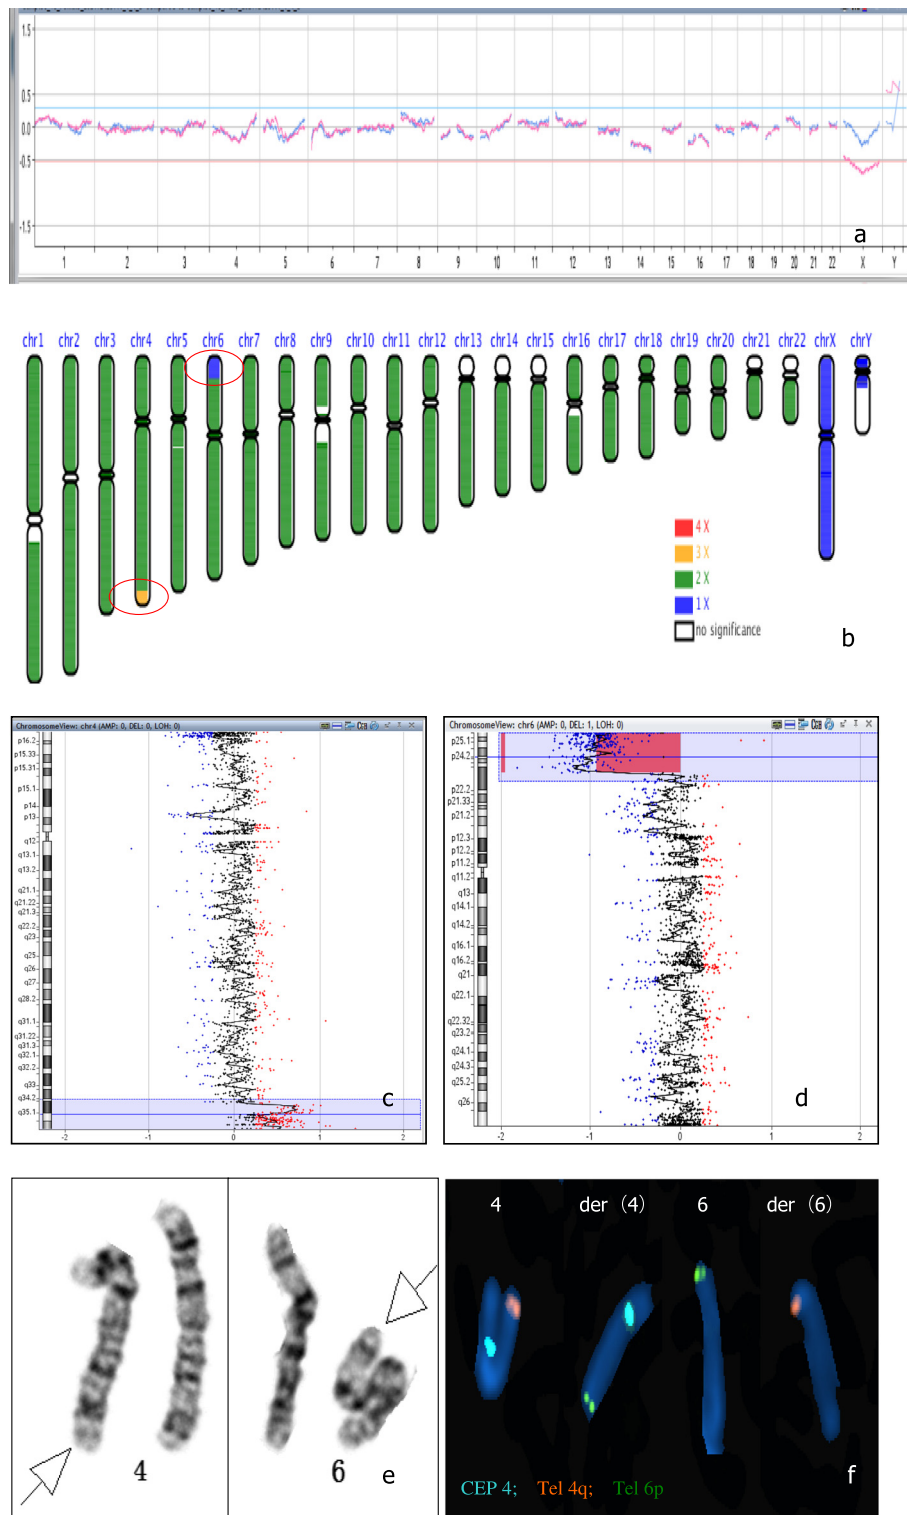 1.5
0.5
0.0
-0.5
-1.5
a
1 2 3 4 5 6 7 8 9 10 11 12 13 14 15 16 17 18 19 20 21 22 X Y
chr1 chr2 chr3 chr4 chr5 chr6 chr7 chr8 chr9 chr10 chr11 chr12 chr13 chr14 chr15 chr16 chr17 chr18 chr19 chr20 chr21 chr22 chrX chrY
4 X
3 X
2 X
1 X
no significance
b
ChromosomeView: chr4 (AMP: 0, DEL: 0, LOH: 0)
p16.2
p15.33
p15.31
p15.1
p14
p13
q12
q13.1
q13.2
q21.1
q21.22
q21.3
q22.2
q23
q25
q26
q27
q28.2
q31.1
q31.22
q31.3
q32.1
q32.2
q33
q34.2
q35.1
c
-2 -1 0 1 2
ChromosomeView: chr6 (AMP: 0, DEL: 1, LOH: 0)
p25.1
p24.2
p22.2
p21.33
p21.2
p12.3
p12.2
p11.2
q11.2
q13
q14.1
q14.2
q16.1
q21
q22.1
q22.32
q23.2
q24.1
q25.2
q26
d
-2 -1 0 1 2
4
6
e
4 der（4） 6 der（6）
CEP 4; Tel 4q; Tel 6p
f